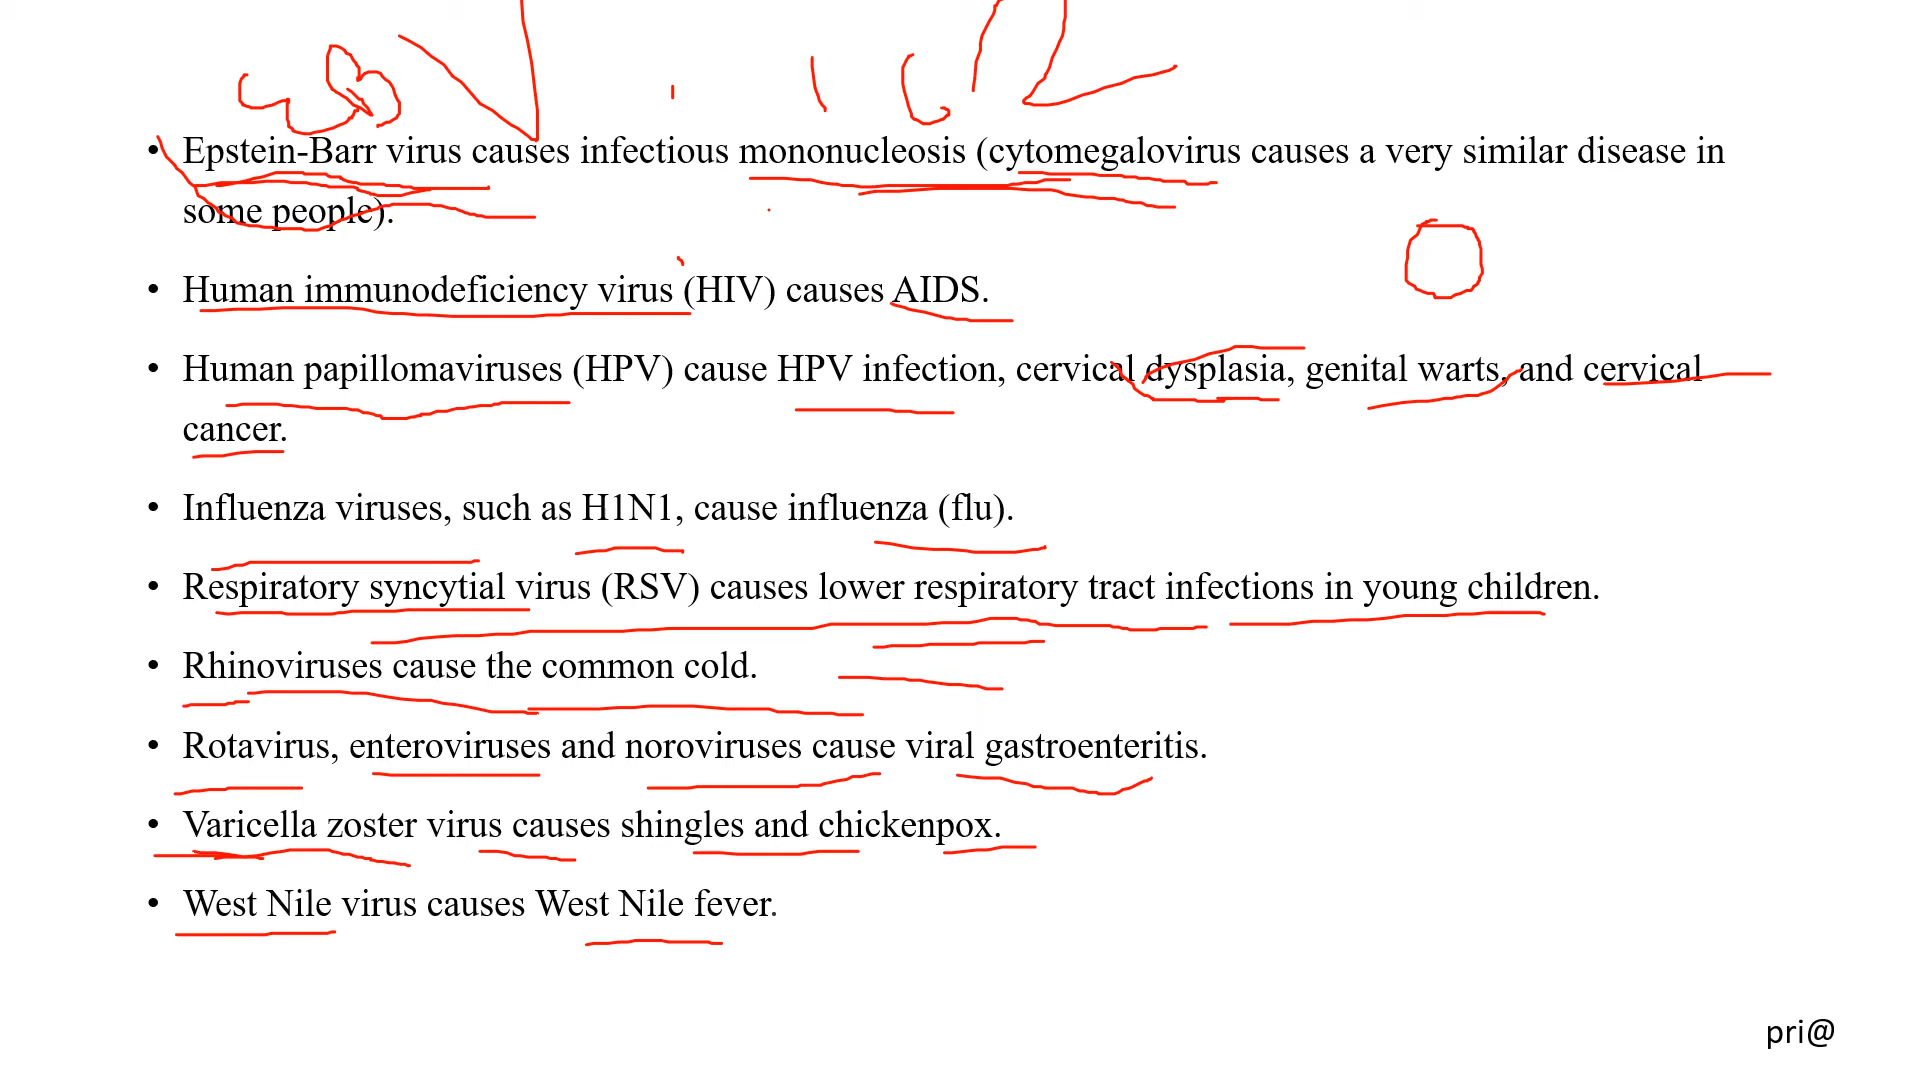 • Epstein-Barr virus causes infectious mononucleosis (cytomegalovirus causes a very similar disease in
some people).
• Human immunodeficiency virus (HIV) causes AIDS.
• Human papillomaviruses (HPV) cause HPV infection, cervical dysplasia, genital warts, and cervical
cancer.
• Influenza viruses, such as H1N1, cause influenza (flu).
• Respiratory syncytial virus (RSV) causes lower respiratory tract infections in young children.
• Rhinoviruses cause the common cold.
• Rotavirus, enteroviruses and noroviruses cause viral gastroenteritis.
• Varicella zoster virus causes shingles and chickenpox.
• West Nile virus causes West Nile fever.
pri@